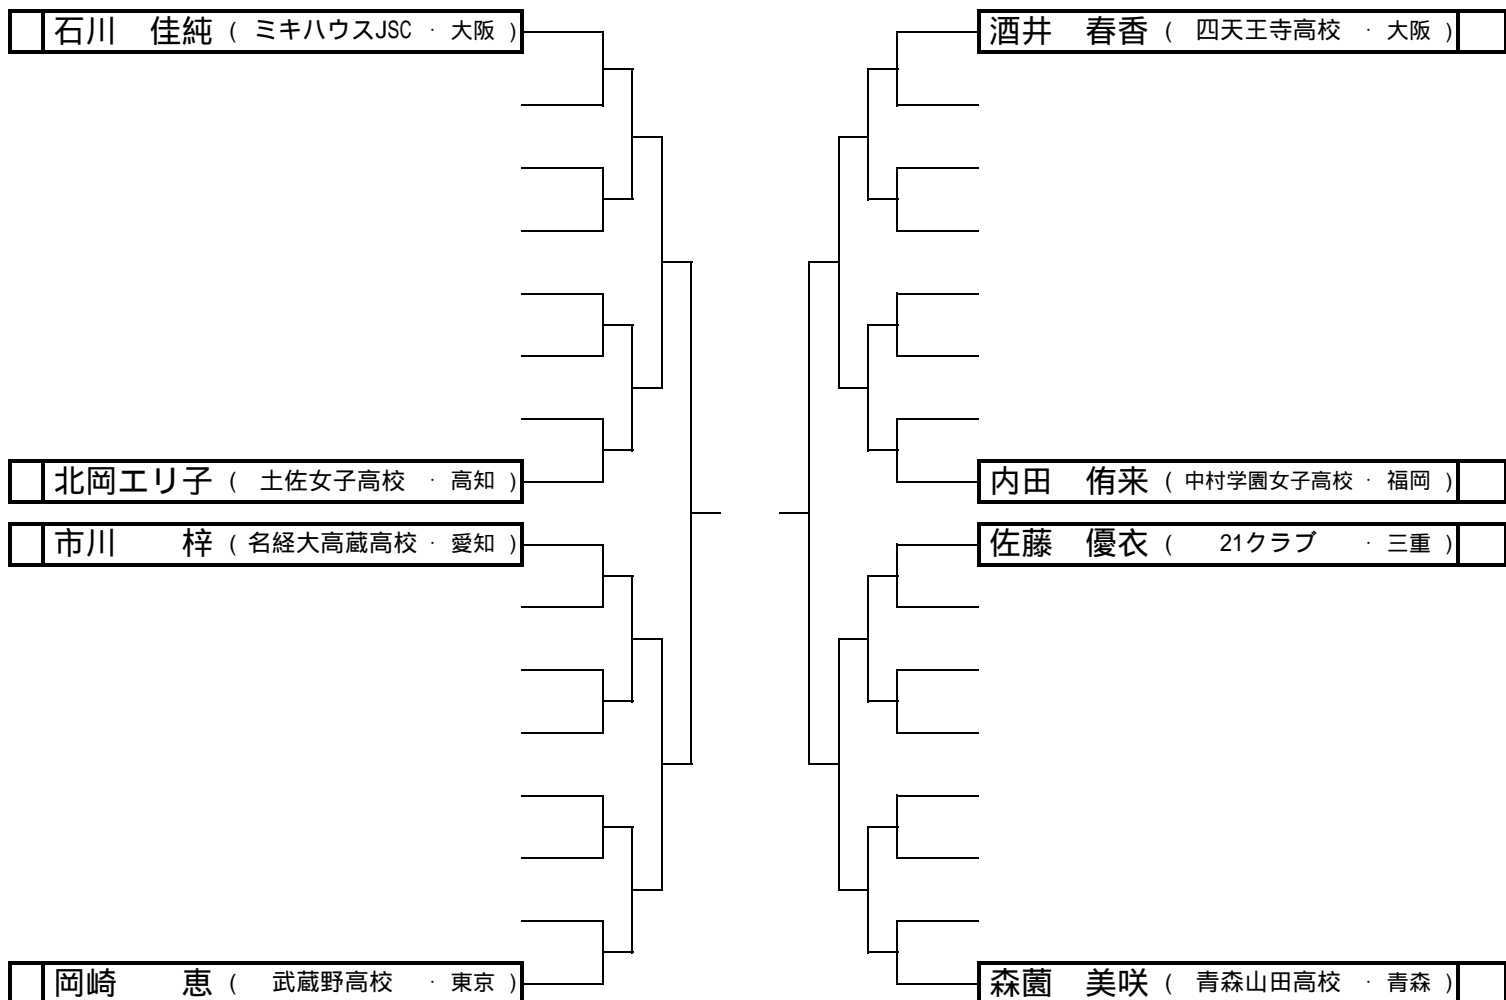 石川 佳純 ( ミキハウスJSC ・ 大阪 )
北岡エリ子 ( 土佐女子高校 ・ 高知 )
市川 梓 ( 名経大高蔵高校 ・ 愛知 )
岡崎 恵 ( 武蔵野高校 ・ 東京 )
酒井 春香 ( 四天王寺高校 ・ 大阪 )
内田 侑来 ( 中村学園女子高校 ・ 福岡 )
佐藤 優衣 ( 21クラブ ・ 三重 )
森薗 美咲 ( 青森山田高校 ・ 青森 )